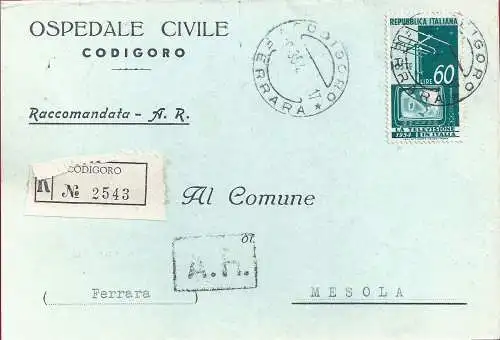 OSPEDALE CIVILE
CODIGORO
Raccomandata - A. R.
CODIGORO
FERRARA
REPUBBLICA ITALIANA
LIRE 60
LA TELEVISIONE
1954 IN ITALIA
CODIGORO
R № 2543
Al Comune
di
A.R.
( Ferrara )
MESOLA